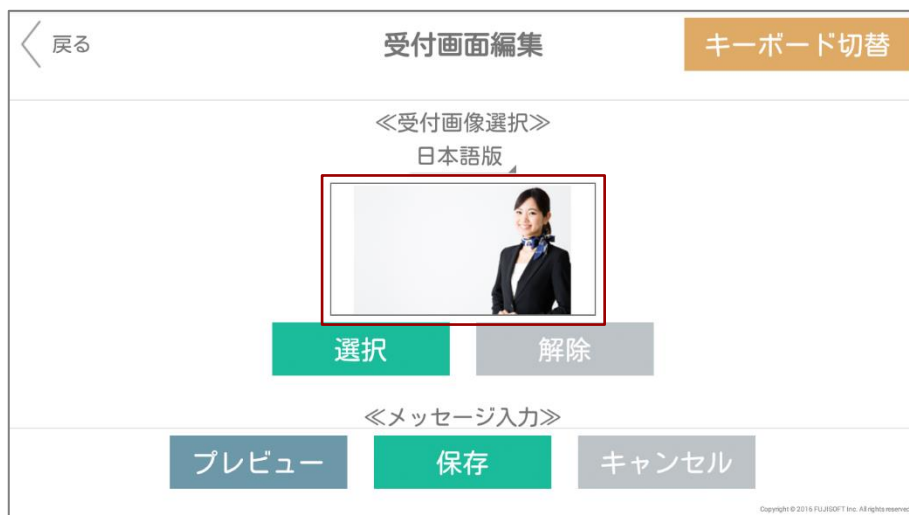 戻る
受付画面編集
キーボード切替
≪受付画像選択≫
日本語版
選択
解除
≪メッセージ入力≫
プレビュー
保存
キャンセル
Copyright © 2016 FUJISOFT Inc. All rights reserved